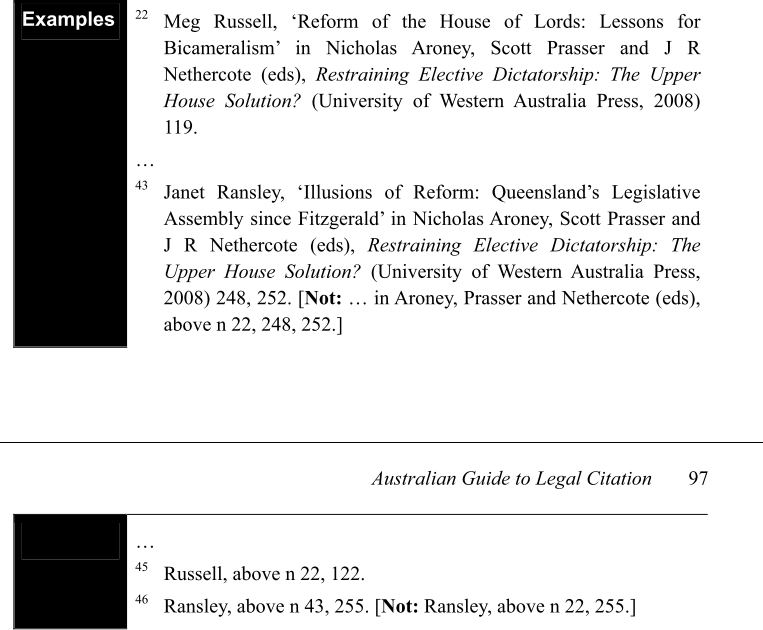 Examples
22 Meg Russell, ‘Reform of the House of Lords: Lessons for
Bicameralism’ in Nicholas Aroney, Scott Prasser and J R
Nethercote (eds), Restraining Elective Dictatorship: The Upper
House Solution? (University of Western Australia Press, 2008)
119.
…
43 Janet Ransley, ‘Illusions of Reform: Queensland’s Legislative
Assembly since Fitzgerald’ in Nicholas Aroney, Scott Prasser and
J R Nethercote (eds), Restraining Elective Dictatorship: The
Upper House Solution? (University of Western Australia Press,
2008) 248, 252. [Not: … in Aroney, Prasser and Nethercote (eds),
above n 22, 248, 252.]
Australian Guide to Legal Citation 97
…
45 Russell, above n 22, 122.
46 Ransley, above n 43, 255. [Not: Ransley, above n 22, 255.]